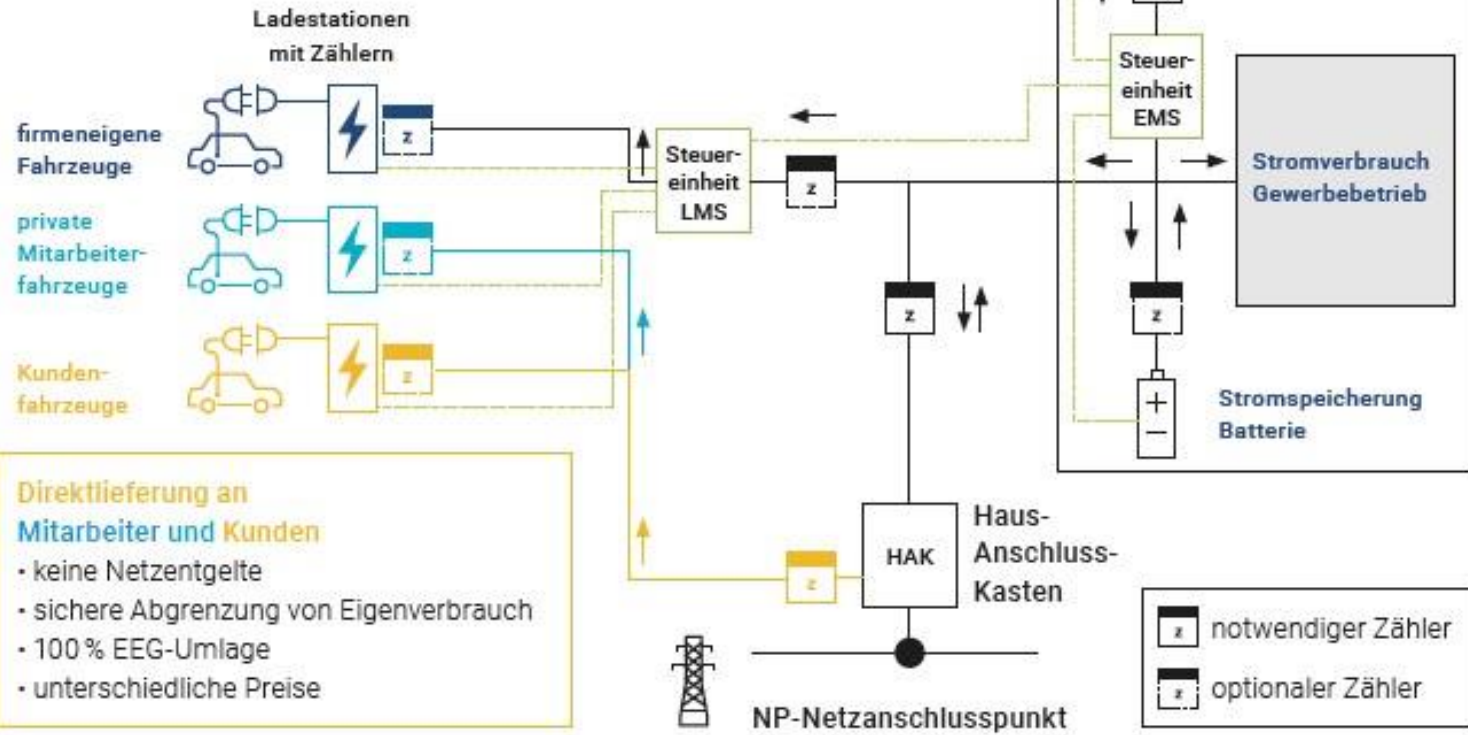 Ladestationen
mit Zählern
firmeneigene
Fahrzeuge
z
private
Mitarbeiter-
fahrzeuge
z
Kunden-
fahrzeuge
z
Steuer-
einheit
LMS
z
Steuer-
einheit
EMS
Stromverbrauch
Gewerbebetrieb
z
z
+
−
Stromspeicherung
Batterie
Direktlieferung an
Mitarbeiter und Kunden
· keine Netzentgelte
· sichere Abgrenzung von Eigenverbrauch
· 100 % EEG-Umlage
· unterschiedliche Preise
z
HAK
Haus-
Anschluss-
Kasten
NP-Netzanschlusspunkt
z notwendiger Zähler
z optionaler Zähler